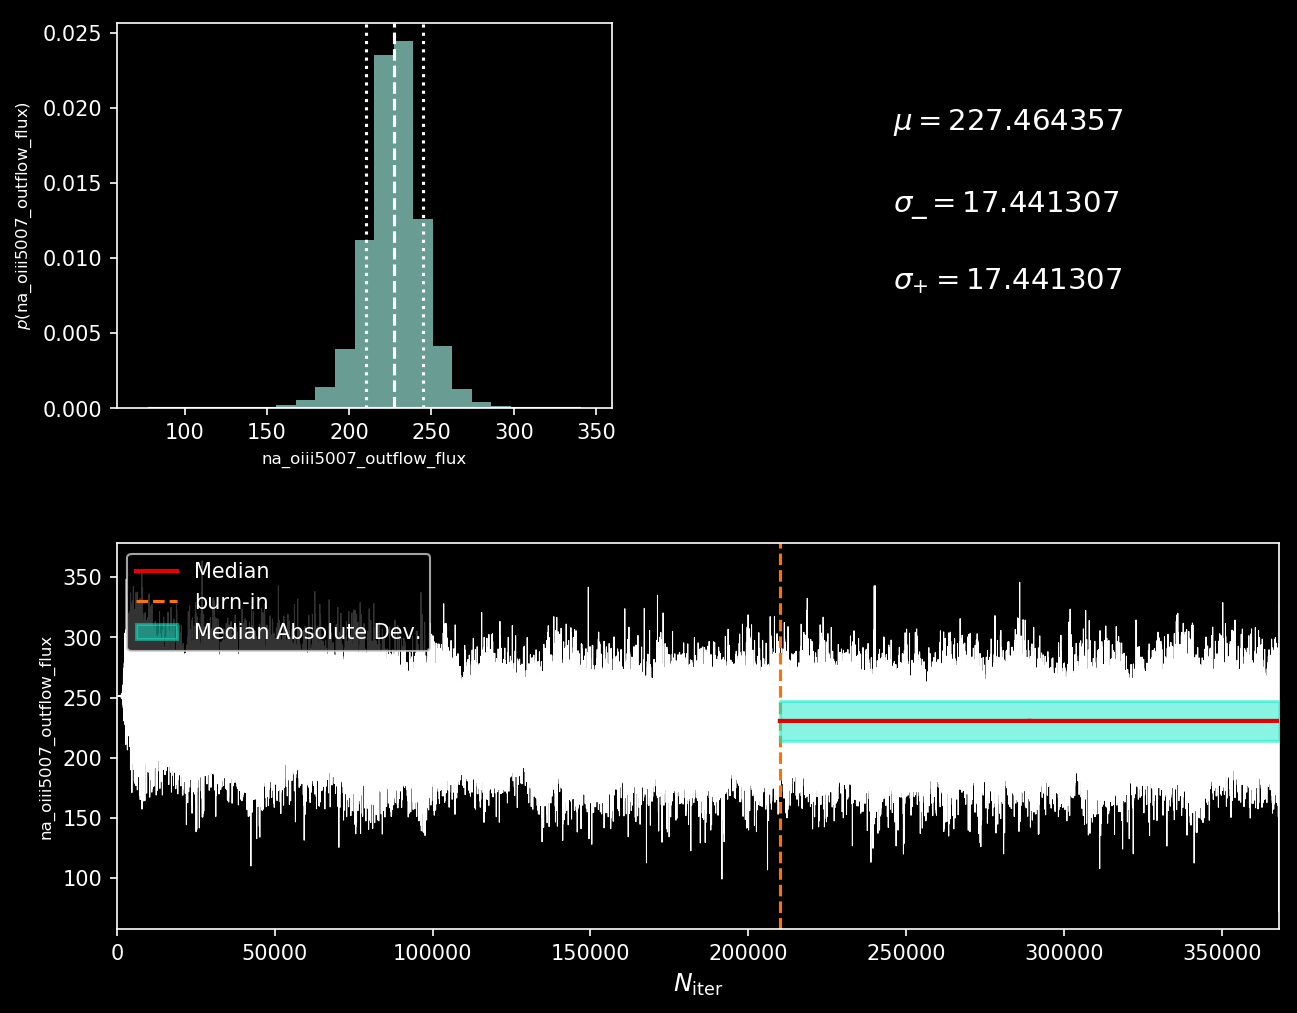 0.025
0.020
0.015
0.010
0.005
0.000
p(na_oiii5007_outflow_flux)
100 150 200 250 300 350
na_oiii5007_outflow_flux
μ = 227.464357
σ_ = 17.441307
σ+ = 17.441307
Median
burn-in
Median Absolute Dev.
350
300
250
200
150
100
na_oiii5007_outflow_flux
0 50000 100000 150000 200000 250000 300000 350000
Niter